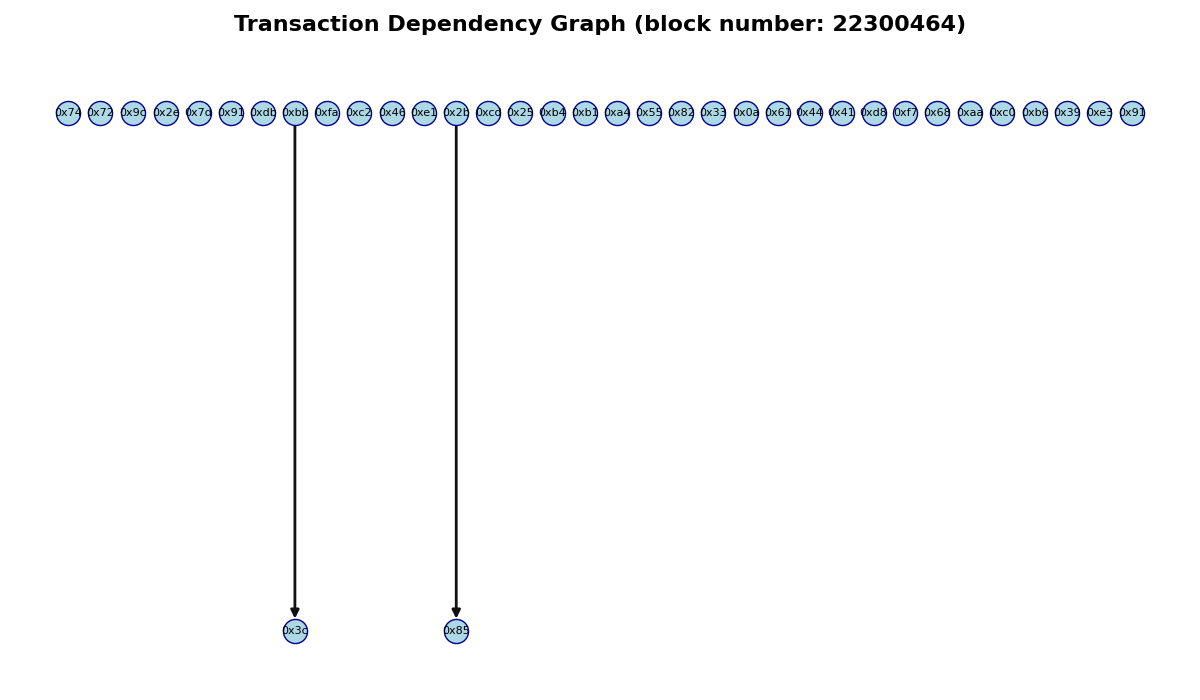 Transaction Dependency Graph (block number: 22300464)
0x74 0x72 0x9c 0x2e 0x7d 0x91 0xdb 0xbb 0xfa 0xc2 0x46 0xe1 0x2b 0xcd 0x25 0xb4 0xb1 0xa4 0x55 0x82 0x33 0x0a 0x61 0x44 0x41 0xd8 0xf7 0x68 0xaa 0xc0 0xb6 0x39 0xe3 0x91
0x3c 0x85